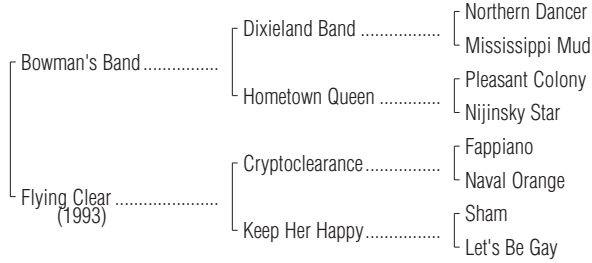 Northern Dancer
Dixieland Band ..................
Mississippi Mud
Bowman's Band .................
Pleasant Colony
Hometown Queen ..............
Nijinsky Star
Fappiano
Cryptoclearance .................
Naval Orange
Flying Clear .......................
(1993)
Sham
Keep Her Happy .................
Let's Be Gay